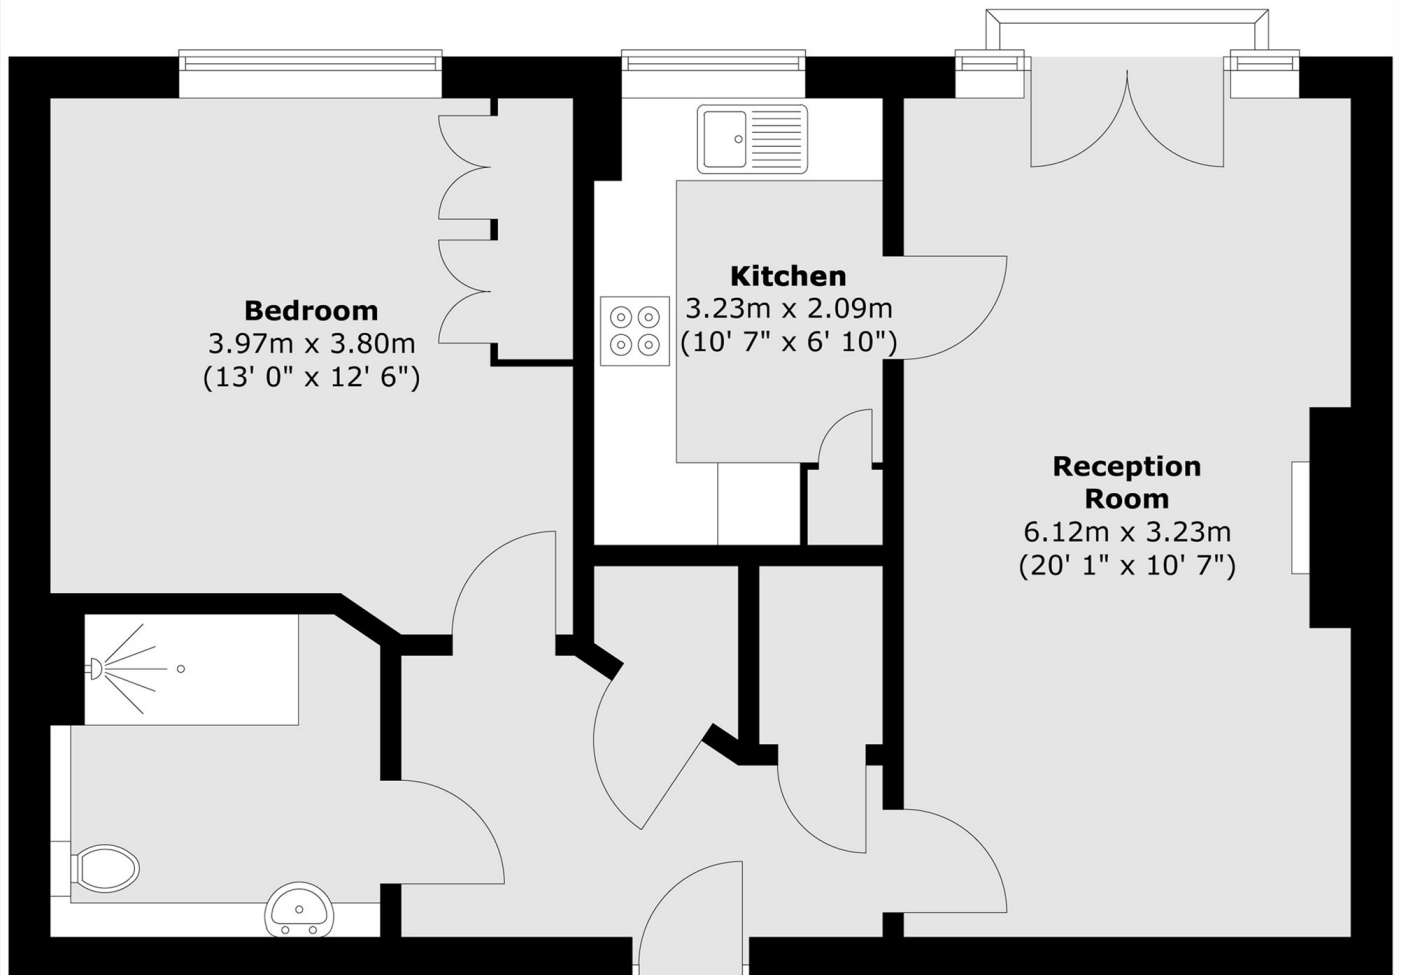 Bedroom
3.97m x 3.80m
(13' 0" x 12' 6")
Kitchen
3.23m x 2.09m
(10' 7" x 6' 10")
Reception
Room
6.12m x 3.23m
(20' 1" x 10' 7")